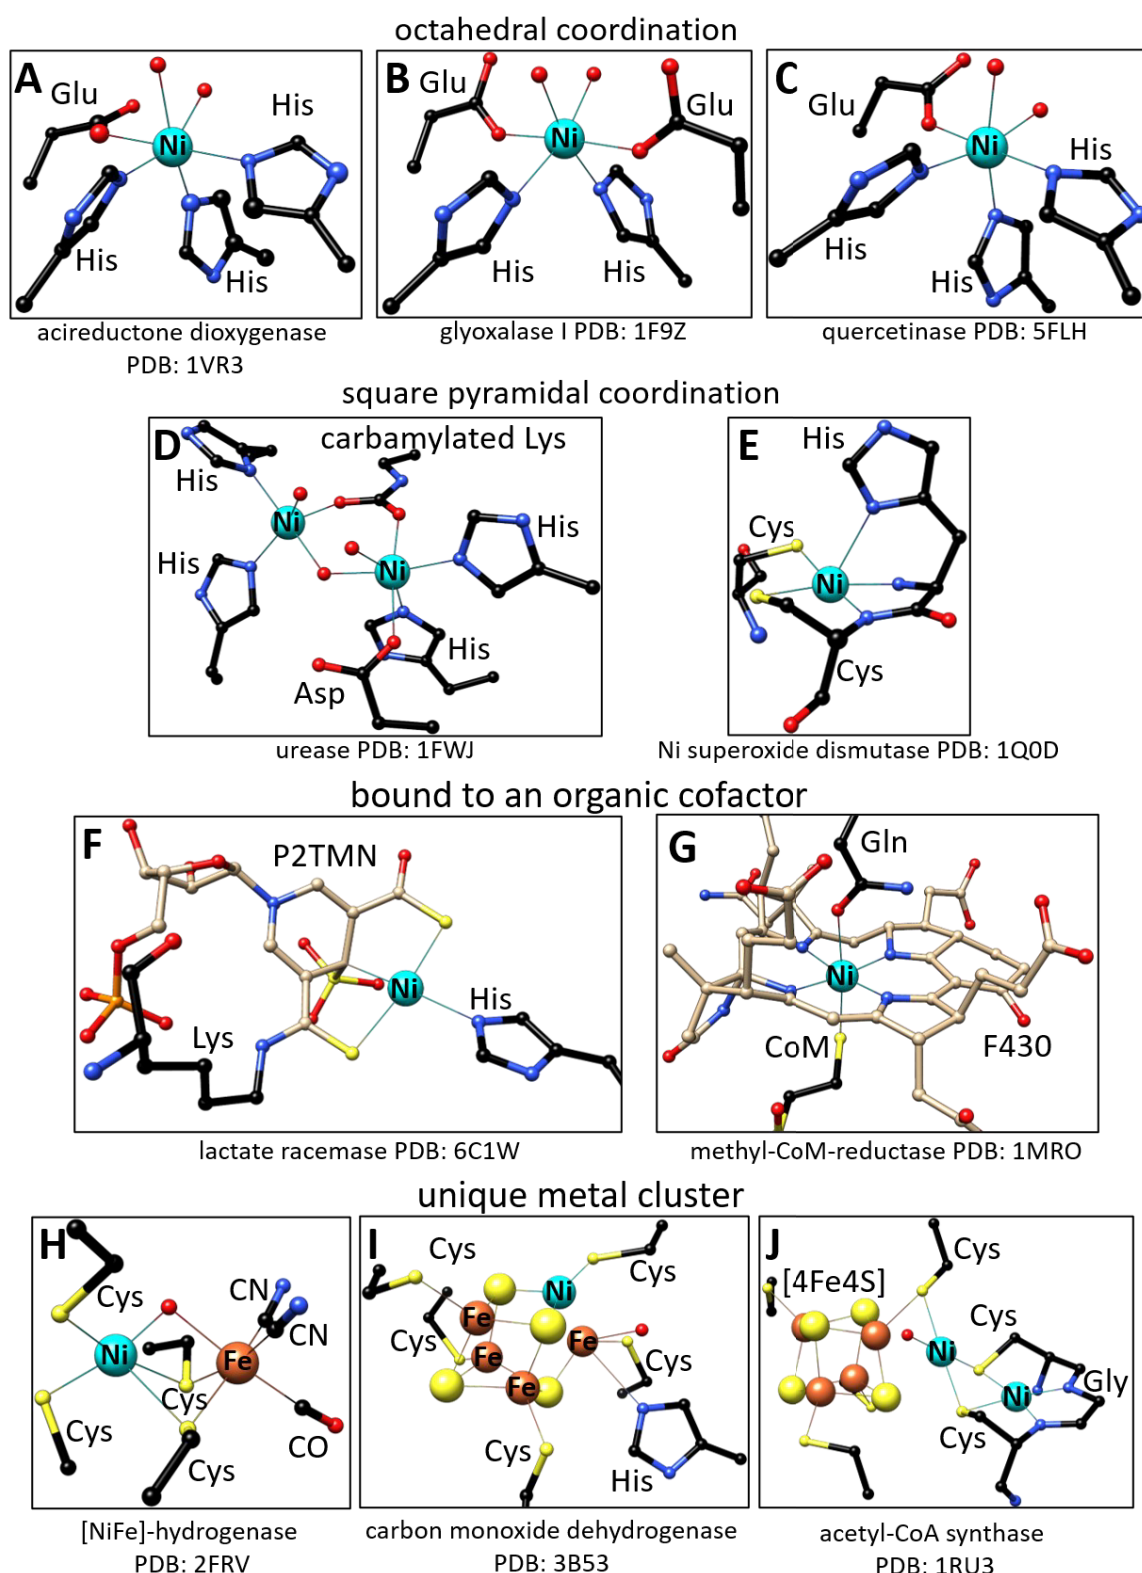 octahedral coordination
A
Glu
His
Ni
His
His
acireductone dioxygenase
PDB: 1VR3
B
Glu
Glu
Ni
His
His
glyoxalase I PDB: 1F9Z
C
Glu
Ni
His
His
His
quercetinase PDB: 5FLH
square pyramidal coordination
D
carbamylated Lys
His
Ni
His
His
Ni
His
Asp
urease PDB: 1FWJ
E
His
Cys
Ni
Cys
Ni superoxide dismutase PDB: 1Q0D
bound to an organic cofactor
F
P2TMN
Ni
His
Lys
lactate racemase PDB: 6C1W
G
Gln
Ni
CoM
F430
methyl-CoM-reductase PDB: 1MRO
unique metal cluster
H
Cys
CN
CN
Ni
Fe
Cys
Cys
Cys
CO
[NiFe]-hydrogenase
PDB: 2FRV
I
Cys
Cys
Ni
Fe
Fe
Cys
Fe
Cys
Fe
Cys
His
carbon monoxide dehydrogenase
PDB: 3B53
J
Cys
[4Fe4S]
Cys
Ni
Ni
Gly
Cys
acetyl-CoA synthase
PDB: 1RU3